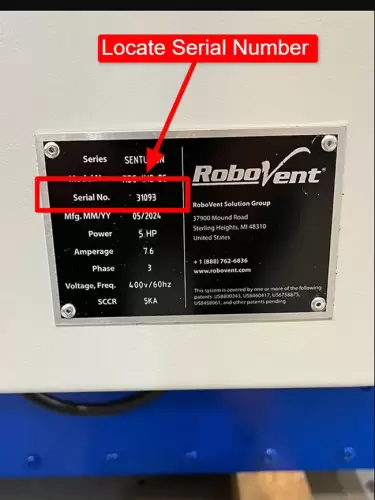 Locate Serial Number
Series SENTURION
Serial No. 31093
Mfg. MM/YY 05/2024
Power 5 HP
Amperage 7.6
Phase 3
Voltage, Freq. 400v/60hz
SCCR 5KA
RoboVent
RoboVent Solution Group
37900 Mound Road
Sterling Heights, MI 48310
United States
+ 1 (888) 762-6836
www.robovent.com
This system is covered by one or more of the following
patents: US8800243, US8460417, US6758875,
US8458961, and other patents pending